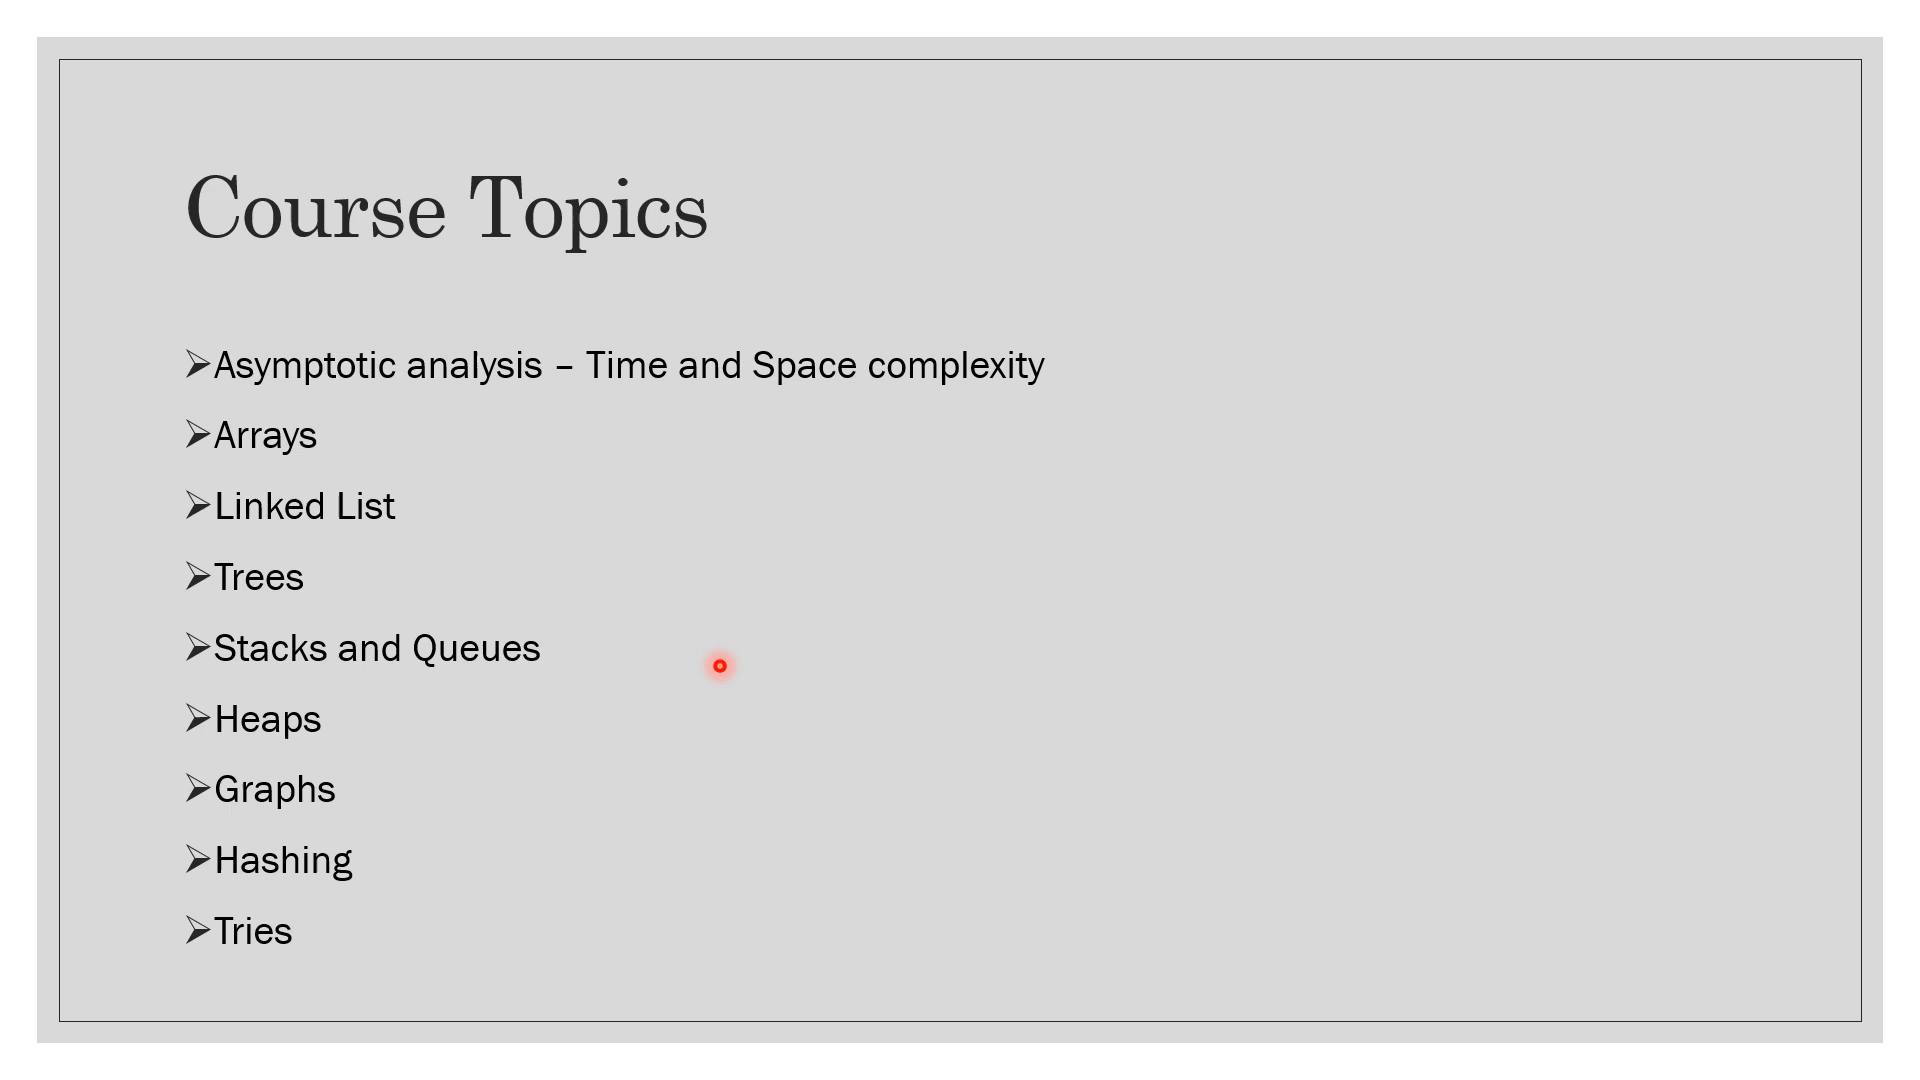 Course Topics
Asymptotic analysis – Time and Space complexity
Arrays
Linked List
Trees
Stacks and Queues
Heaps
Graphs
Hashing
Tries